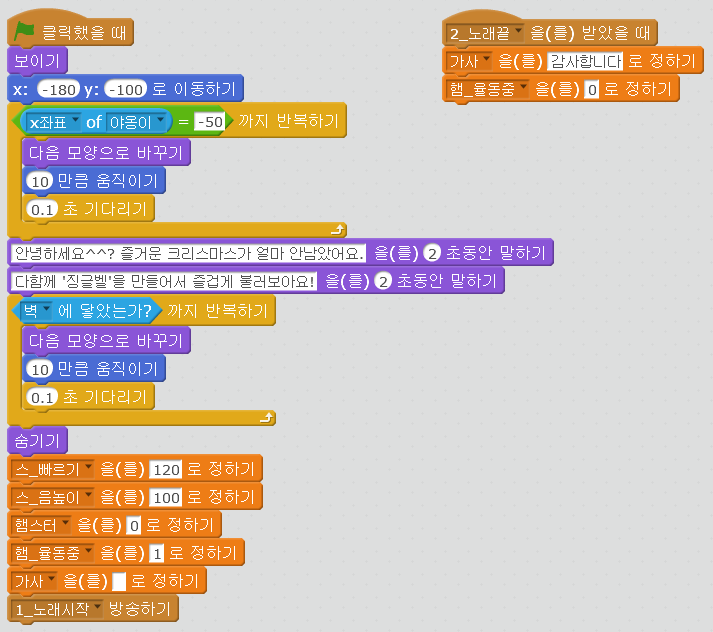 클릭했을 때
보이기
x: -180 y: -100 로 이동하기
x좌표 of 야옹이 = -50 까지 반복하기
다음 모양으로 바꾸기
10 만큼 움직이기
0.1 초 기다리기
안녕하세요^^? 즐거운 크리스마스가 얼마 안남았어요. 을(를) 2 초동안 말하기
다함께 '징글벨'을 만들어서 즐겁게 불러보아요! 을(를) 2 초동안 말하기
벽 에 닿았는가? 까지 반복하기
다음 모양으로 바꾸기
10 만큼 움직이기
0.1 초 기다리기
숨기기
스_빠르기 을(를) 120 로 정하기
스_음높이 을(를) 100 로 정하기
햄스터 을(를) 0 로 정하기
햄_율동중 을(를) 1 로 정하기
가사 을(를) 로 정하기
1_노래시작 방송하기
2_노래끝 을(를) 받았을 때
가사 을(를) 감사합니다 로 정하기
햄_율동중 을(를) 0 로 정하기